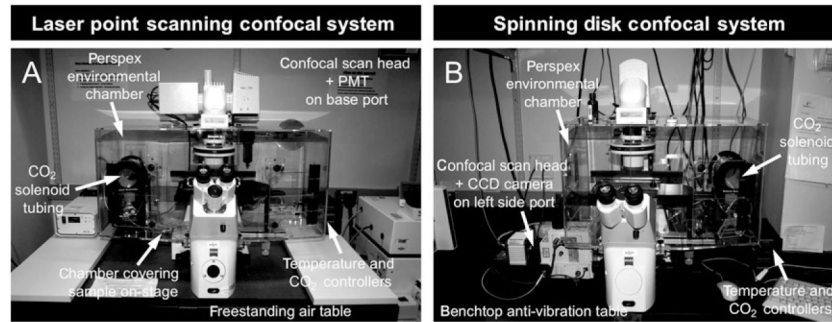 Laser point scanning confocal system
Spinning disk confocal system
A
Perspex
environmental
chamber
Confocal scan head
+ PMT
on base port
CO₂
solenoid
tubing
Chamber covering
sample on-stage
Temperature and
CO₂ controllers
Freestanding air table
B
Perspex
environmental
chamber
CO₂
solenoid
tubing
Confocal scan head
+ CCD camera
on left side port
Benchtop anti-vibration table
Temperature and
CO₂ controllers